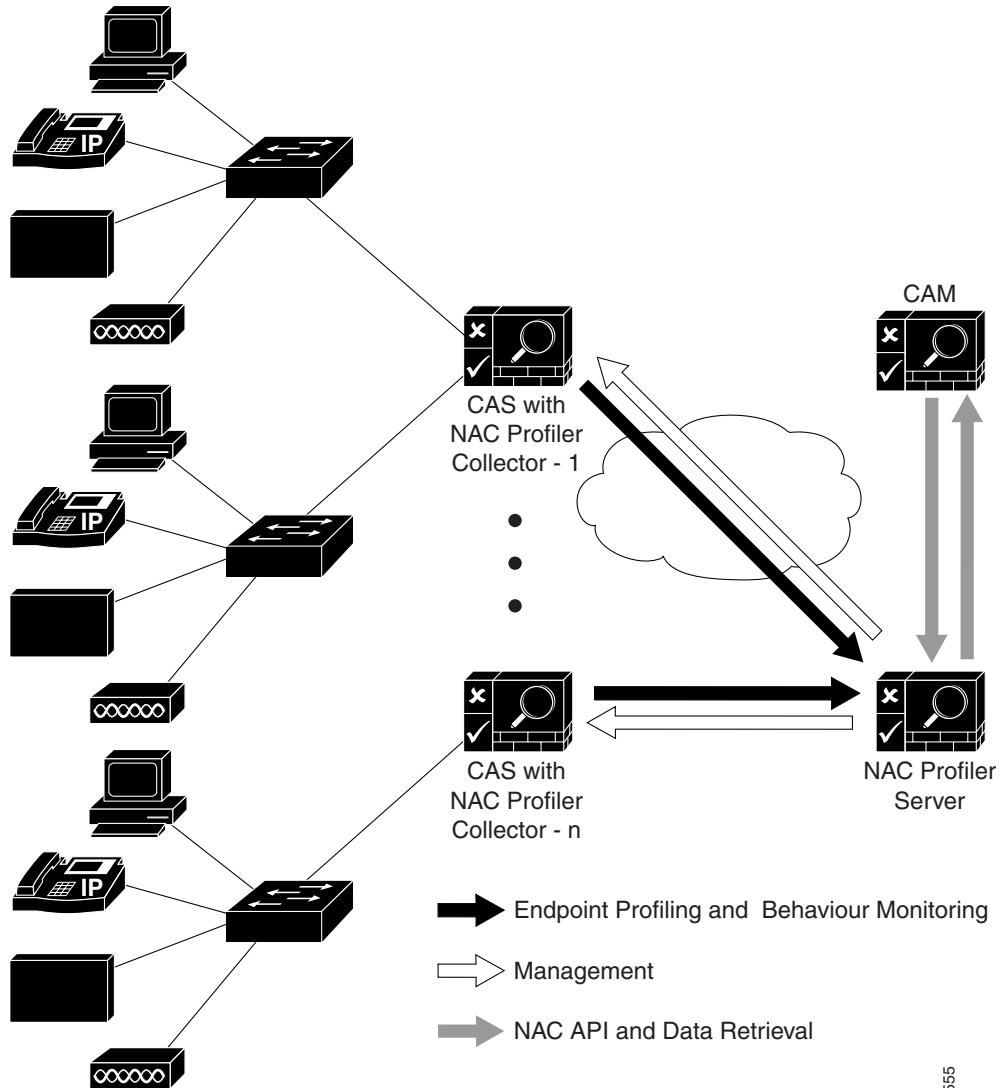 IP
CAM
CAS with
NAC Profiler
Collector - 1
IP
CAS with
NAC Profiler
Collector - n
NAC Profiler
Server
IP
Endpoint Profiling and Behaviour Monitoring
Management
NAC API and Data Retrieval